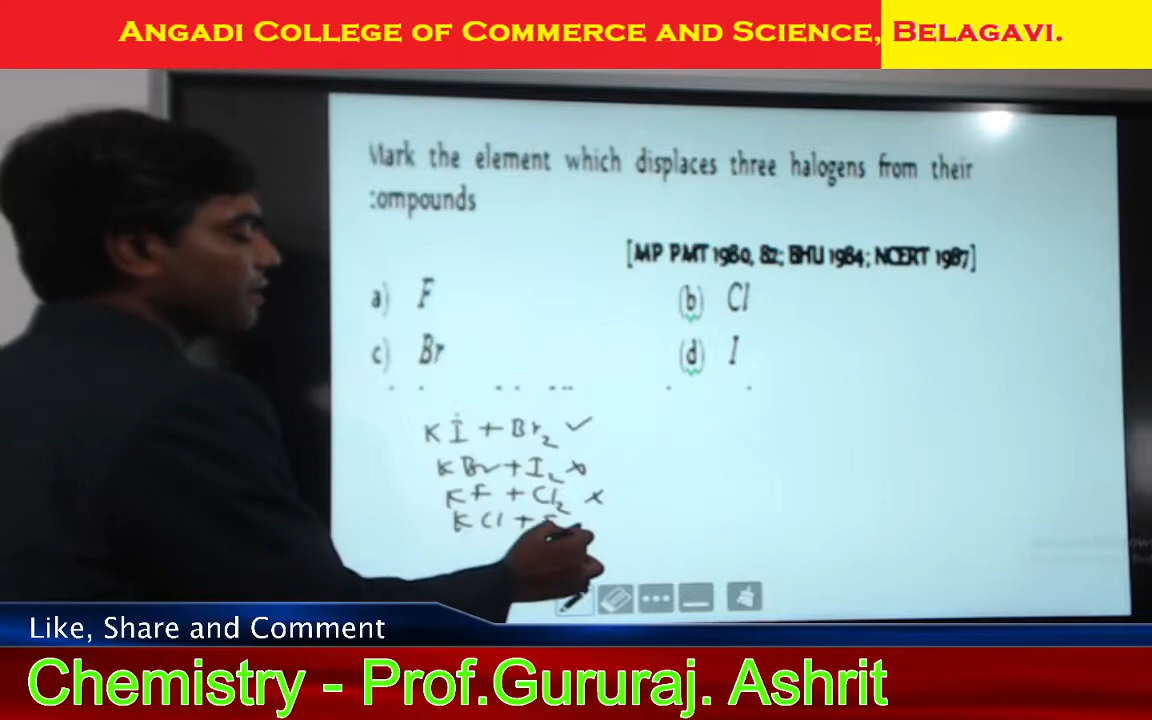 ANGADI COLLEGE OF COMMERCE AND SCIENCE, BELAGAVI.
Mark the element which displaces three halogens from their
compounds
[MP PMT 1980, 82; BHU 1984; NCERT 1987]
a) F (b) Cl
c) Br (d) I
KI + Br2 ✓
KBr + I2 ×
KF + Cl2 ×
KCl +
Like, Share and Comment
Chemistry - Prof.Gururaj. Ashrit